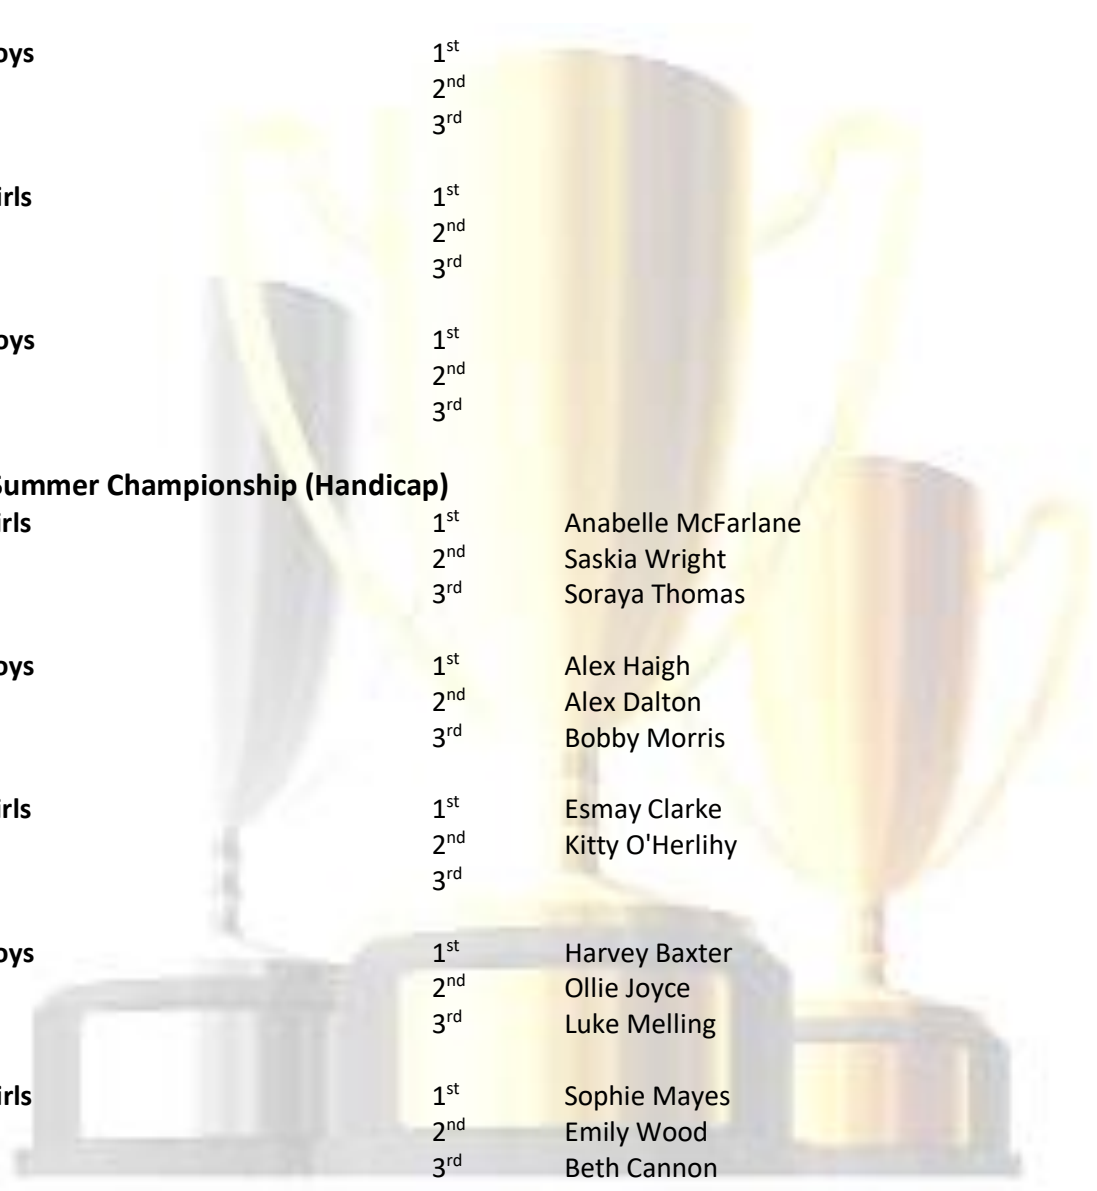 oys 1st
2nd
3rd
irls 1st
2nd
3rd
oys 1st
2nd
3rd
Summer Championship (Handicap)
irls 1st Anabelle McFarlane
2nd Saskia Wright
3rd Soraya Thomas
oys 1st Alex Haigh
2nd Alex Dalton
3rd Bobby Morris
irls 1st Esmay Clarke
2nd Kitty O'Herlihy
3rd
oys 1st Harvey Baxter
2nd Ollie Joyce
3rd Luke Melling
irls 1st Sophie Mayes
2nd Emily Wood
3rd Beth Cannon